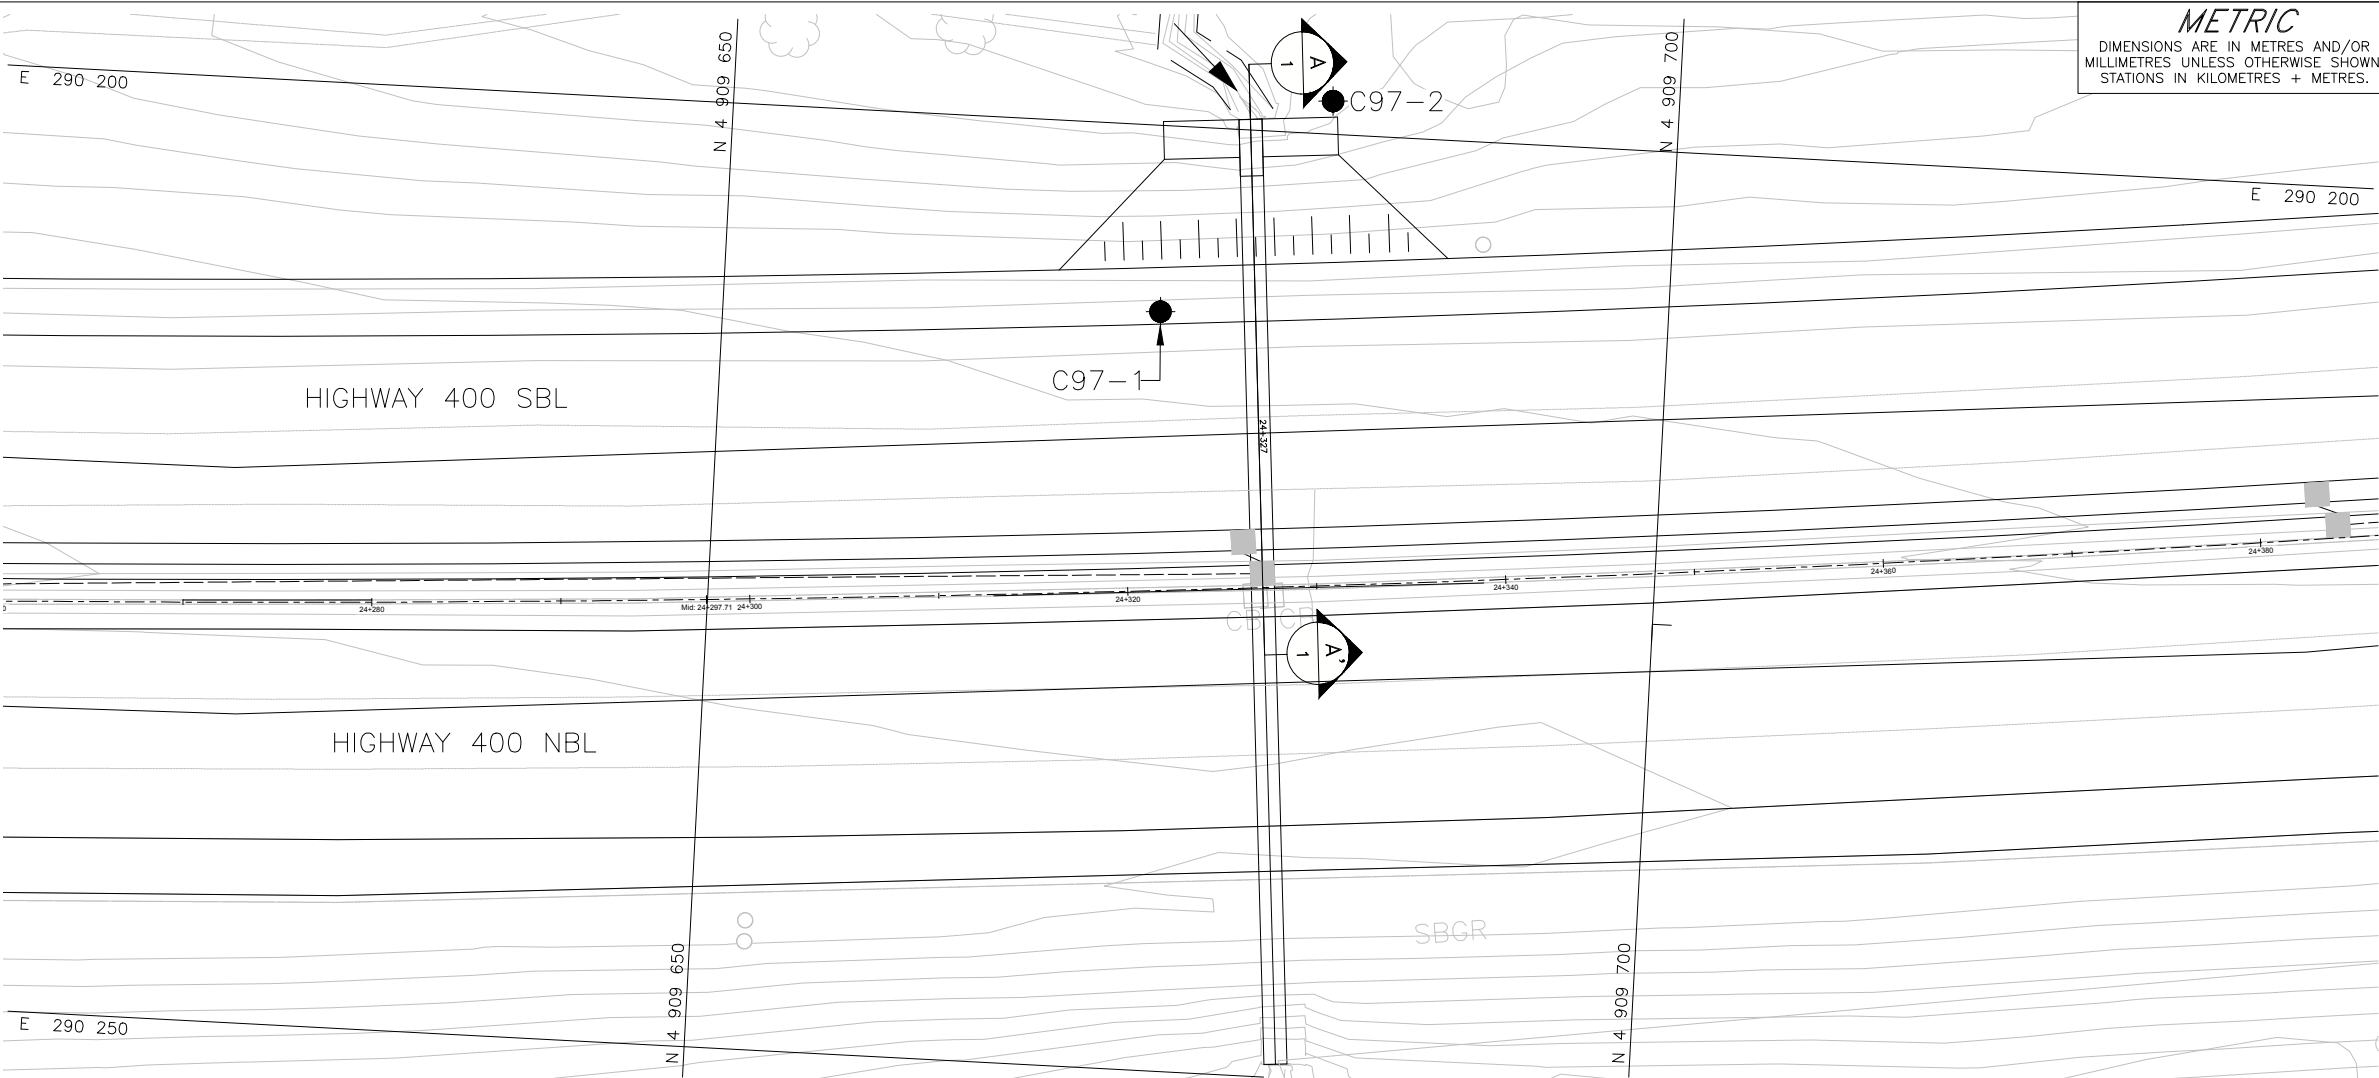 METRIC
DIMENSIONS ARE IN METRES AND/OR
MILLIMETRES UNLESS OTHERWISE SHOWN
STATIONS IN KILOMETRES + METRES.
E 290 200
N 4 909 650
A
1
C97-2
N 4 909 700
E 290 200
C97-1
HIGHWAY 400 SBL
24+327
24+280
Mid: 24+297.71
24+300
24+320
24+340
24+360
24+380
CB
A'
1
HIGHWAY 400 NBL
SBGR
N 4 909 650
N 4 909 700
E 290 250